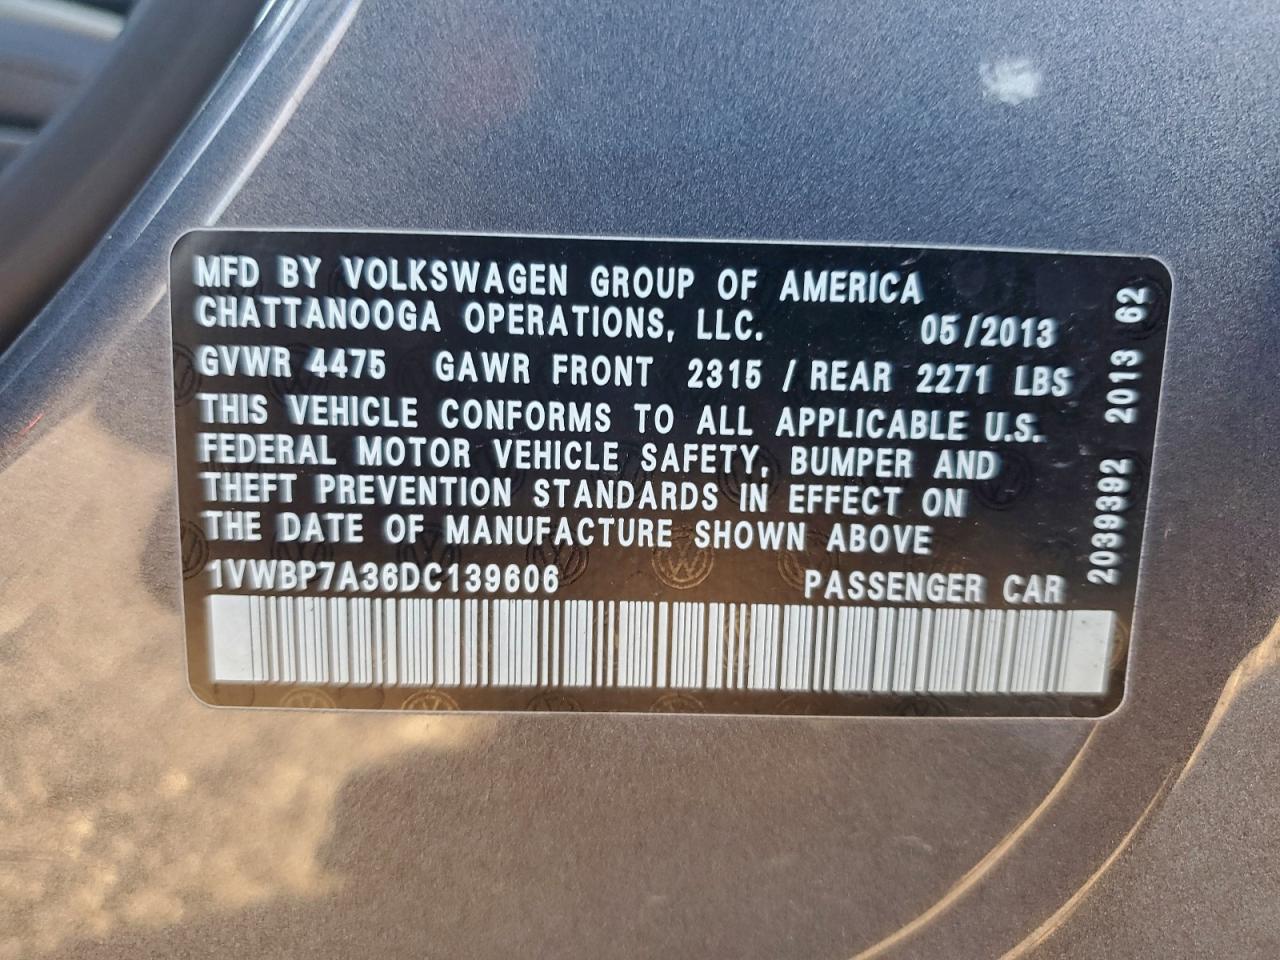 MFD BY VOLKSWAGEN GROUP OF AMERICA
CHATTANOOGA OPERATIONS, LLC. 05/2013
GVWR 4475 GAWR FRONT 2315 / REAR 2271 LBS
THIS VEHICLE CONFORMS TO ALL APPLICABLE U.S.
FEDERAL MOTOR VEHICLE SAFETY, BUMPER AND
THEFT PREVENTION STANDARDS IN EFFECT ON
THE DATE OF MANUFACTURE SHOWN ABOVE
1VWBP7A36DC139606 PASSENGER CAR
2039392 2013 62